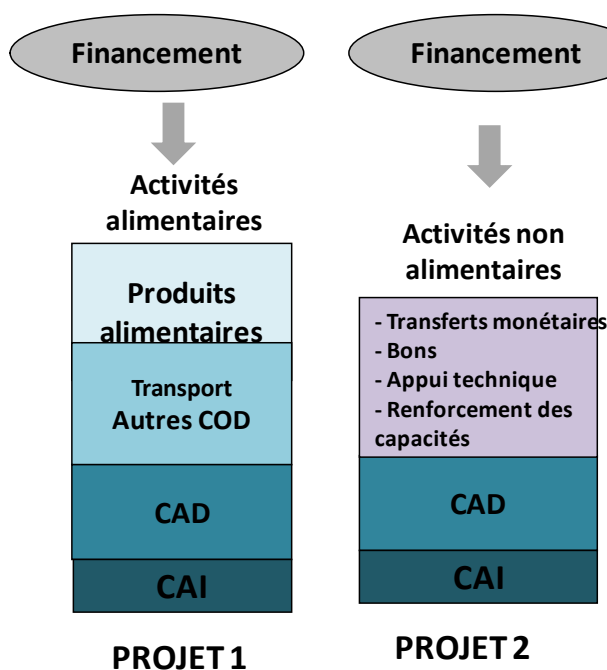 Financement
Activités
alimentaires
Produits
alimentaires
Transport
Autres COD
CAD
CAI
PROJET 1
Financement
Activités non
alimentaires
- Transferts monétaires
- Bons
- Appui technique
- Renforcement des
capacités
CAD
CAI
PROJET 2